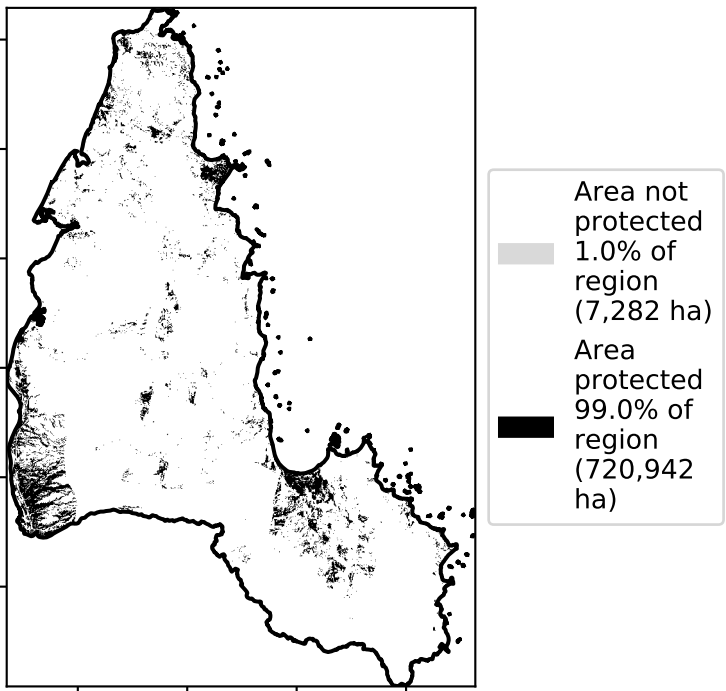 Area not
protected
1.0% of
region
(7,282 ha)
Area
protected
99.0% of
region
(720,942
ha)